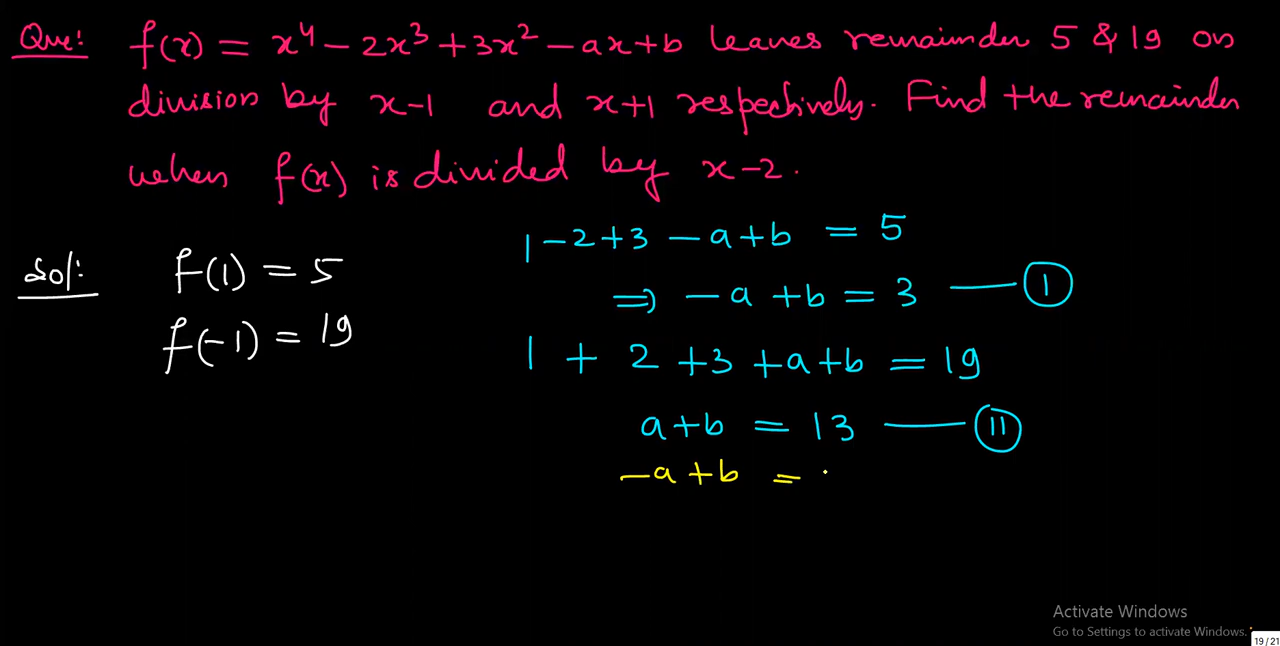 Que: f(x) = x⁴ - 2x³ + 3x² - ax + b leaves remainder 5 & 19 on
division by x-1 and x+1 respectively. Find the remainder
when f(x) is divided by x-2.
Sol: f(1) = 5
f(-1) = 19
1 - 2 + 3 - a + b = 5
⇒ -a + b = 3 — I
1 + 2 + 3 + a + b = 19
a + b = 13 — II
-a + b =
Activate Windows
Go to Settings to activate Windows.
19 / 21